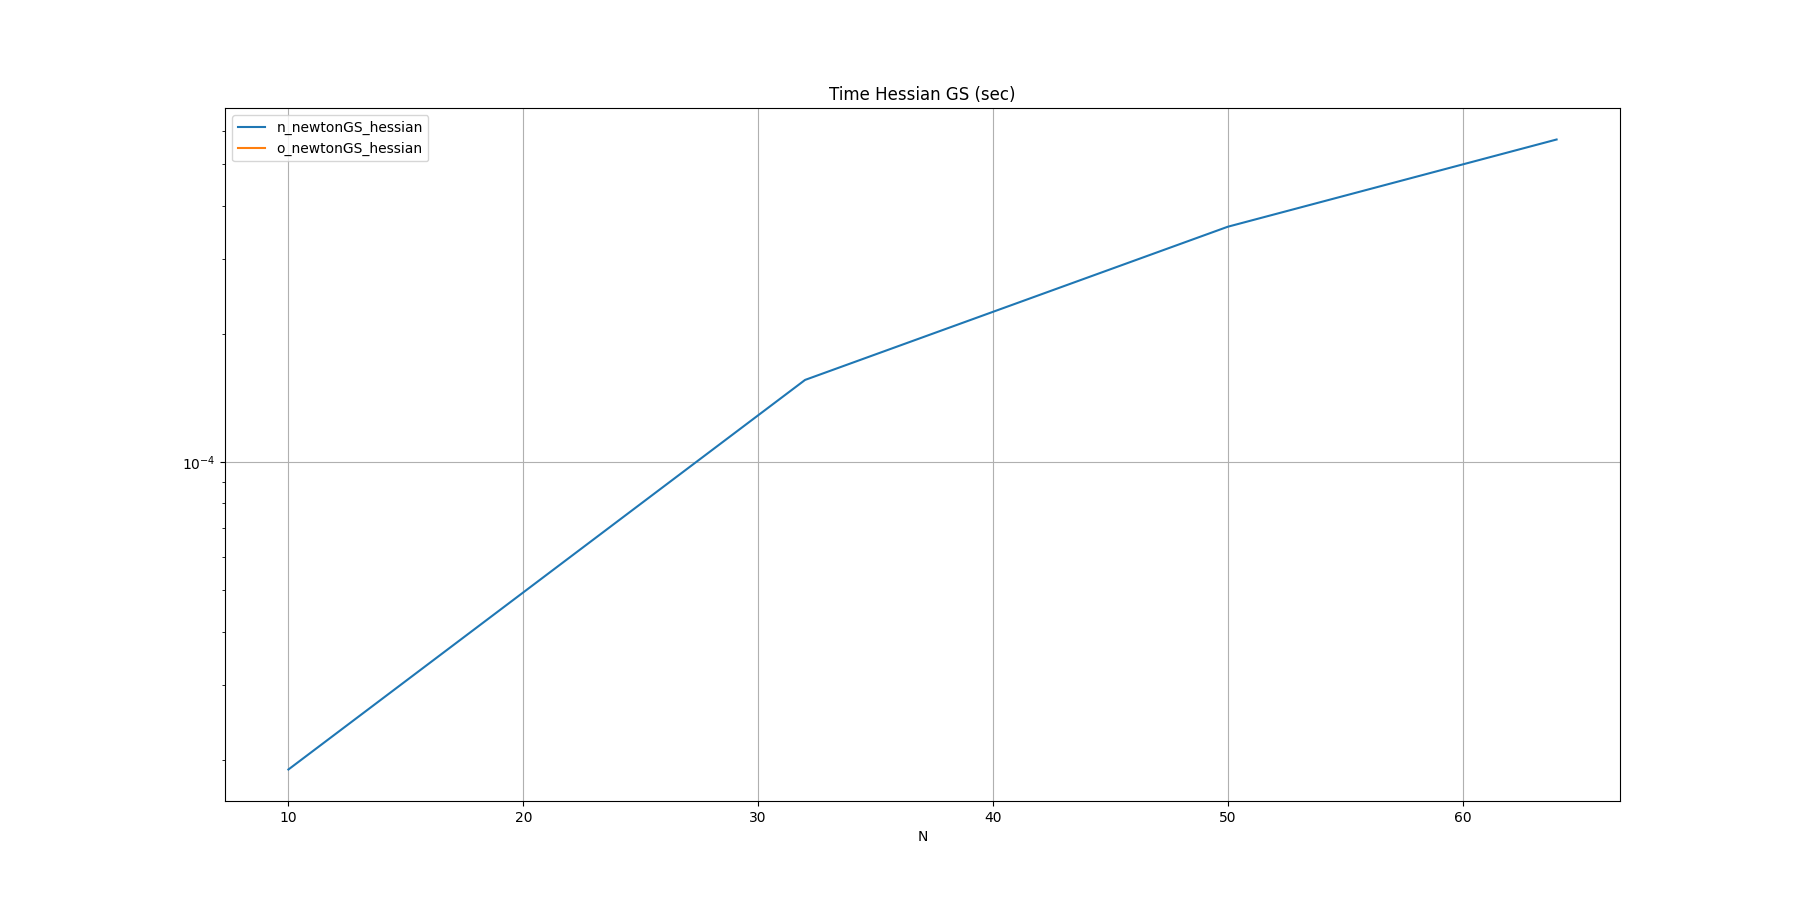 Time Hessian GS (sec)
n_newtonGS_hessian
o_newtonGS_hessian
10⁻⁴
10 20 30 40 50 60
N